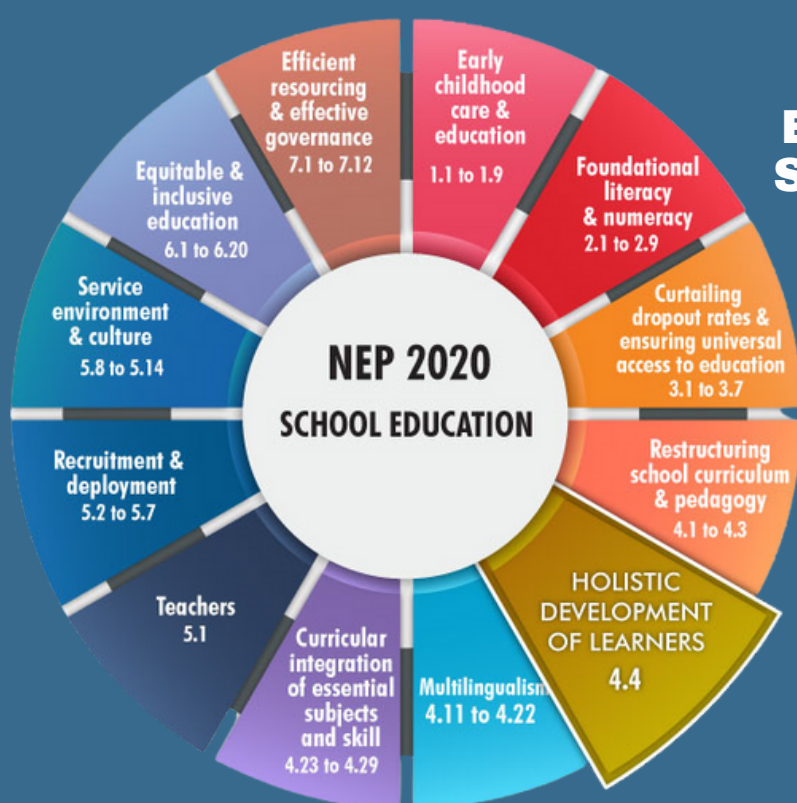 NEP 2020
SCHOOL EDUCATION
Early
childhood
care &
education
1.1 to 1.9
Foundational
literacy
& numeracy
2.1 to 2.9
Curtailing
dropout rates &
ensuring universal
access to education
3.1 to 3.7
Restructuring
school curriculum
& pedagogy
4.1 to 4.3
HOLISTIC
DEVELOPMENT
OF LEARNERS
4.4
Multilingualism
4.11 to 4.22
Curricular
integration
of essential
subjects
and skill
4.23 to 4.29
Teachers
5.1
Recruitment &
deployment
5.2 to 5.7
Service
environment
& culture
5.8 to 5.14
Equitable &
inclusive
education
6.1 to 6.20
Efficient
resourcing
& effective
governance
7.1 to 7.12